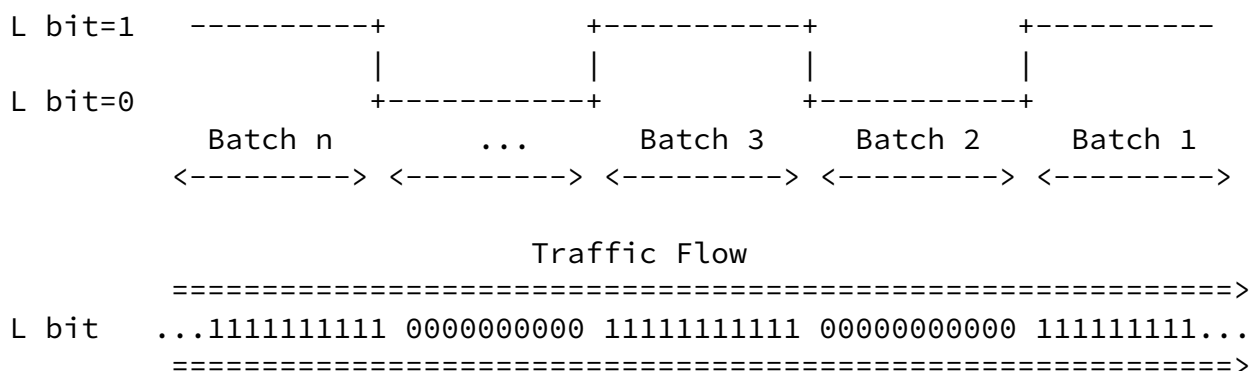 L bit=1   ----------+           +-----------+           +----------
                    |           |           |           |
L bit=0             +-----------+           +-----------+
           Batch n        ...      Batch 3     Batch 2     Batch 1
         <---------> <---------> <---------> <---------> <--------->
                             Traffic Flow
         ===========================================================>
L bit   ...1111111111 0000000000 11111111111 00000000000 111111111...
         ===========================================================>